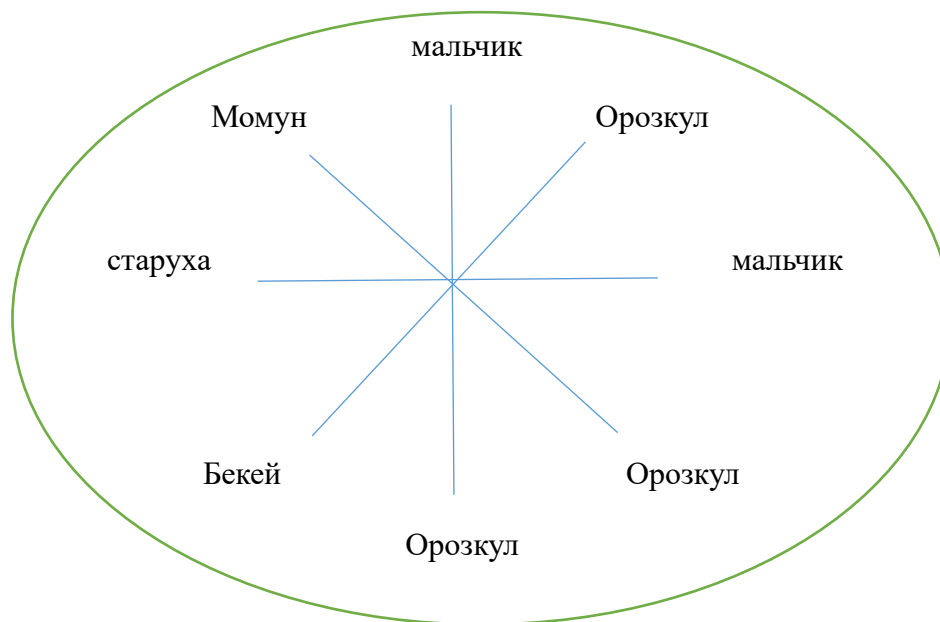 мальчик
Момун
Орозкул
старуха
мальчик
Бекей
Орозкул
Орозкул